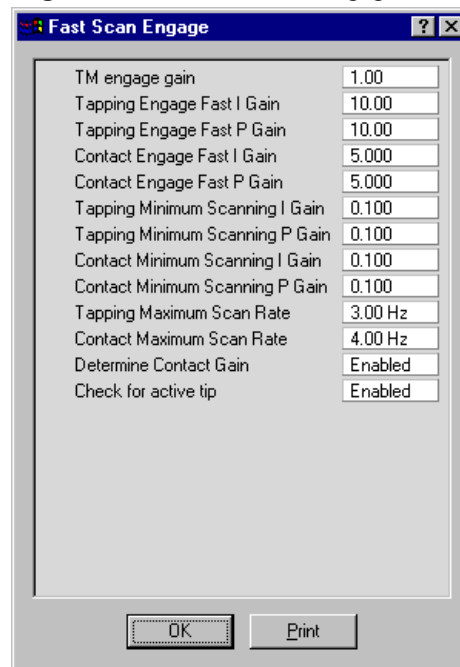 Fast Scan Engage
TM engage gain 1.00
Tapping Engage Fast I Gain 10.00
Tapping Engage Fast P Gain 10.00
Contact Engage Fast I Gain 5.000
Contact Engage Fast P Gain 5.000
Tapping Minimum Scanning I Gain 0.100
Tapping Minimum Scanning P Gain 0.100
Contact Minimum Scanning I Gain 0.100
Contact Minimum Scanning P Gain 0.100
Tapping Maximum Scan Rate 3.00 Hz
Contact Maximum Scan Rate 4.00 Hz
Determine Contact Gain Enabled
Check for active tip Enabled
OK Print